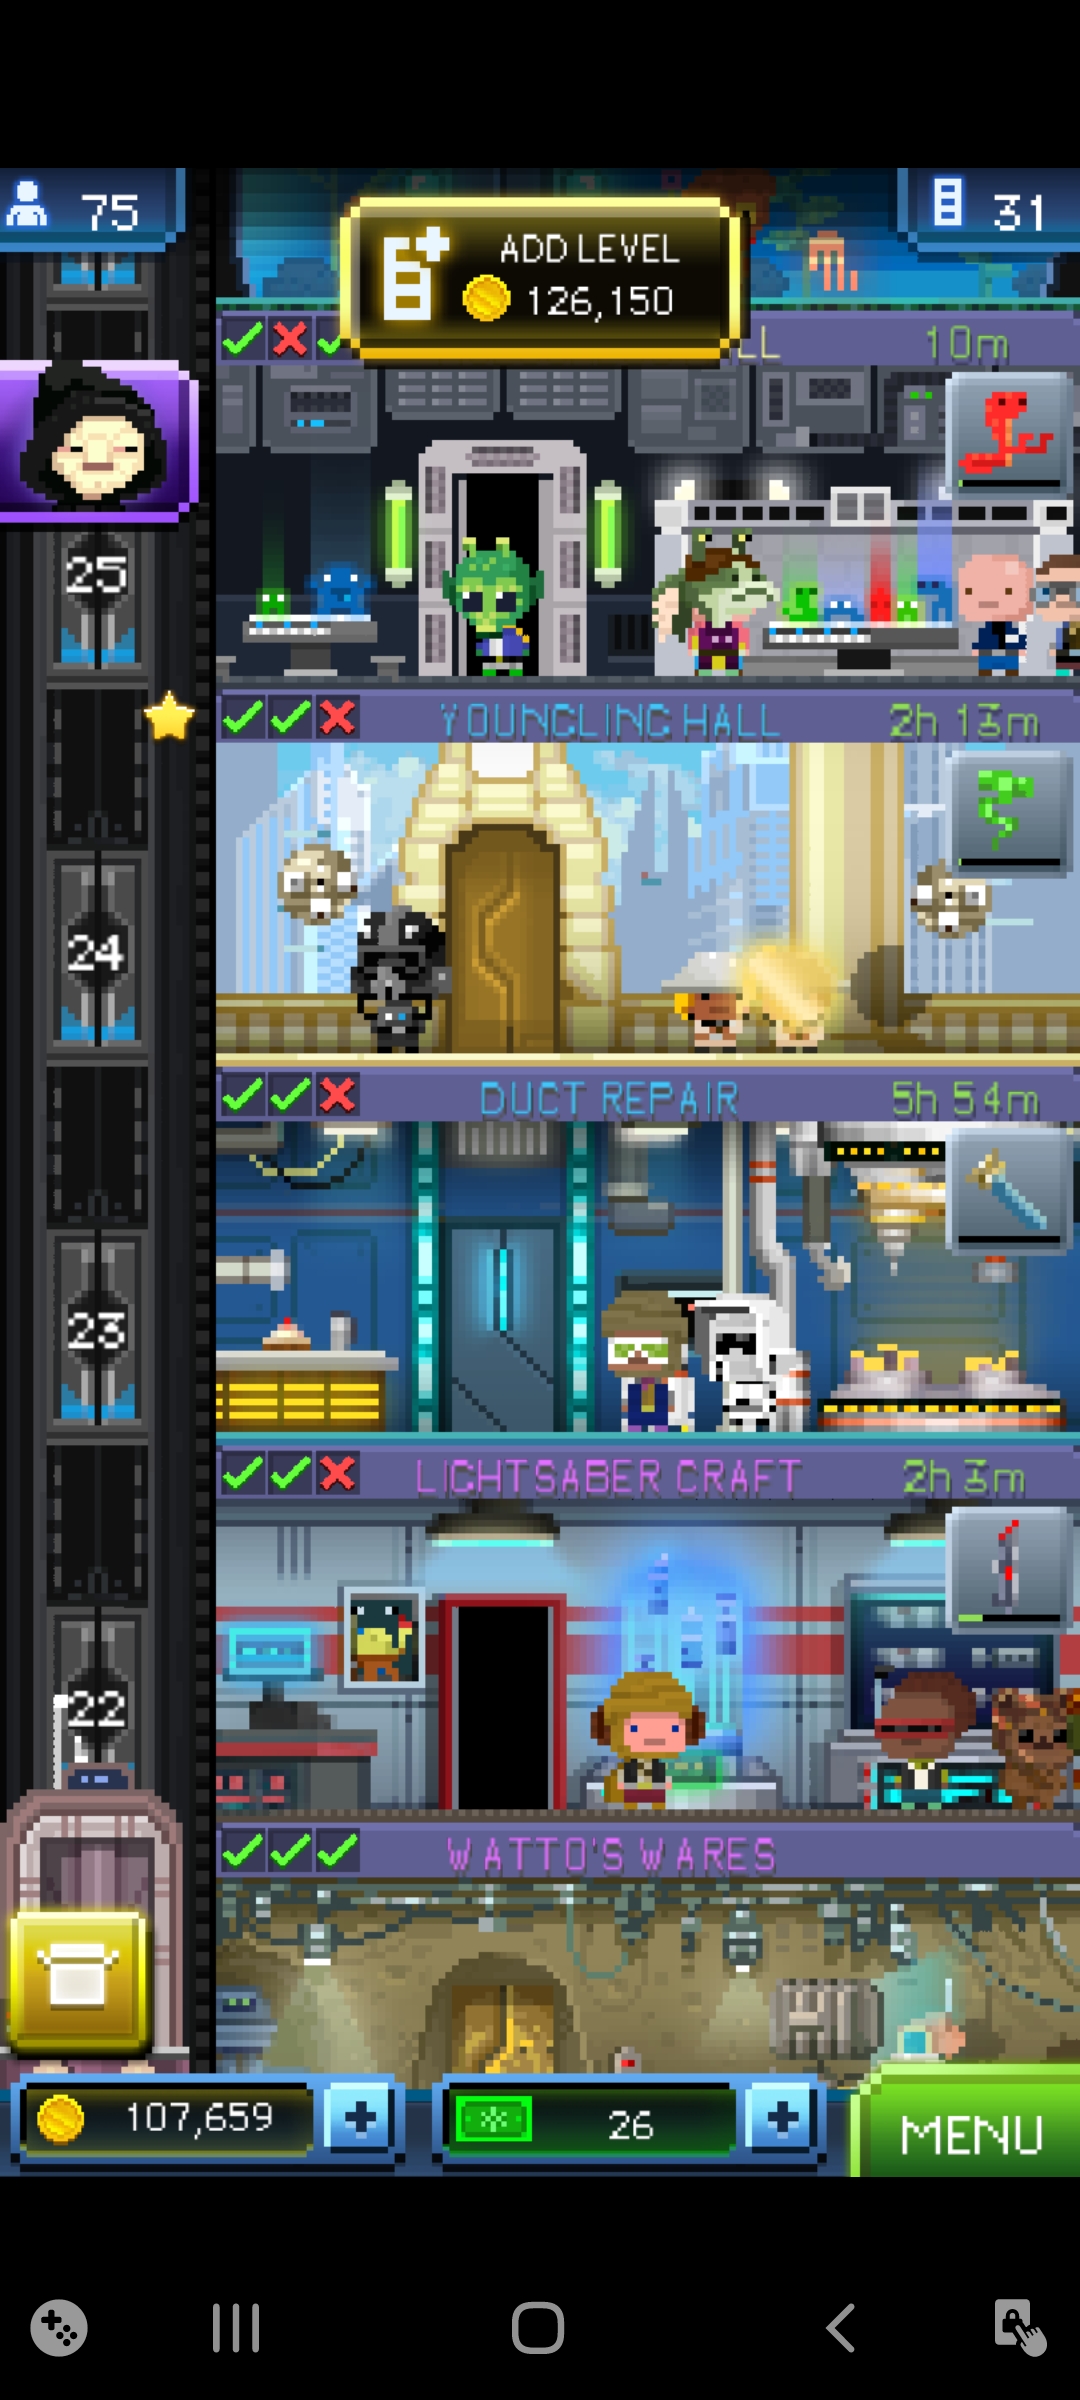 75
ADD LEVEL
126,150
31
LL
10m
25
YOUNGLING HALL
2h 13m
24
DUCT REPAIR
5h 54m
23
LIGHTSABER CRAFT
2h 3m
22
WATTO'S WARES
107,659
26
MENU